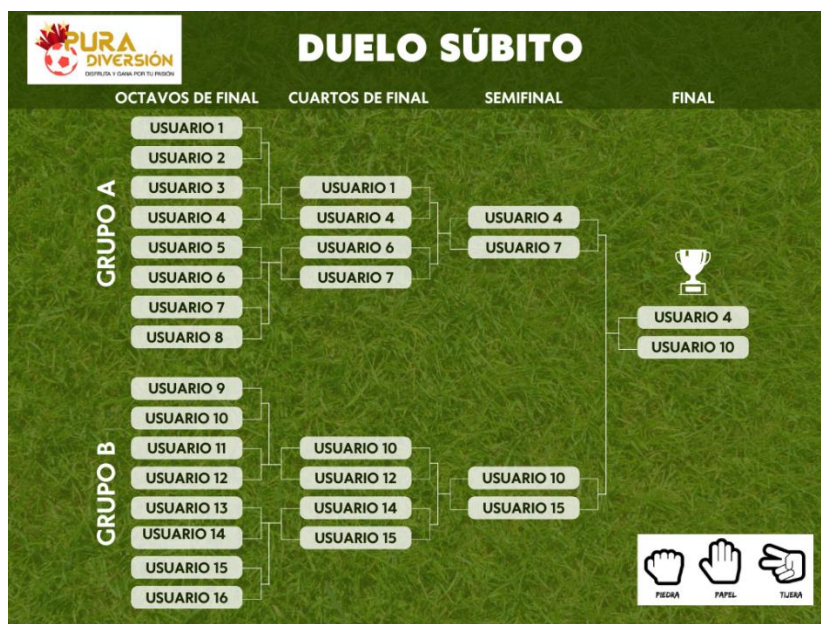 PURA
DIVERSIÓN
DISFRUTA Y GANA POR TU PASIÓN
DUELO SÚBITO
OCTAVOS DE FINAL
CUARTOS DE FINAL
SEMIFINAL
FINAL
GRUPO A
USUARIO 1
USUARIO 2
USUARIO 3
USUARIO 4
USUARIO 5
USUARIO 6
USUARIO 7
USUARIO 8
GRUPO B
USUARIO 9
USUARIO 10
USUARIO 11
USUARIO 12
USUARIO 13
USUARIO 14
USUARIO 15
USUARIO 16
USUARIO 1
USUARIO 4
USUARIO 6
USUARIO 7
USUARIO 10
USUARIO 12
USUARIO 14
USUARIO 15
USUARIO 4
USUARIO 7
USUARIO 10
USUARIO 15
USUARIO 4
USUARIO 10
PIEDRA
PAPEL
TIJERA